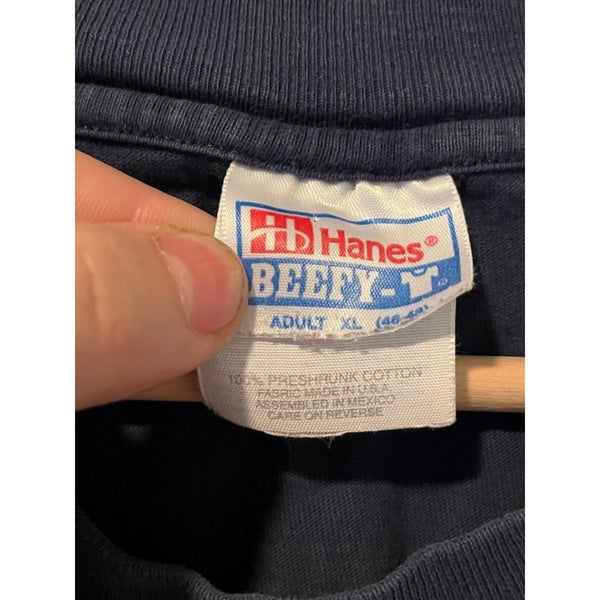 Hanes®
BEEFY-T
ADULT XL (46-48)
100% PRESHRUNK COTTON
FABRIC MADE IN U.S.A
ASSEMBLED IN MEXICO
CARE ON REVERSE